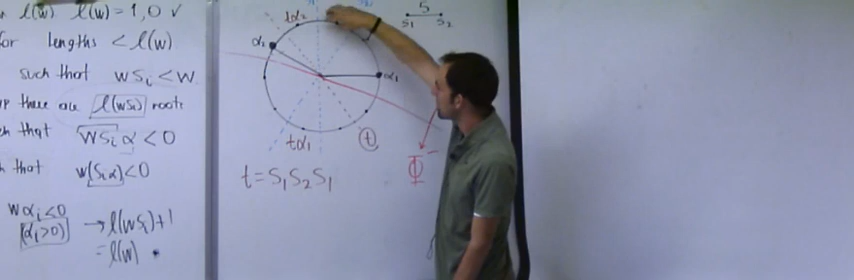 l(w) l(w)=1,0 ✓
for lengths < l(w)
such that wsᵢ<w
there are l(wsᵢ) roots
that wsᵢα<0
that w(sᵢα)<0
wαᵢ<0
(αᵢ>0) → l(wsᵢ)+1
= l(w) .
tα₂
α₂
α₁
tα₁
t
t=s₁s₂s₁
Φ⁻
5
s₁ s₂